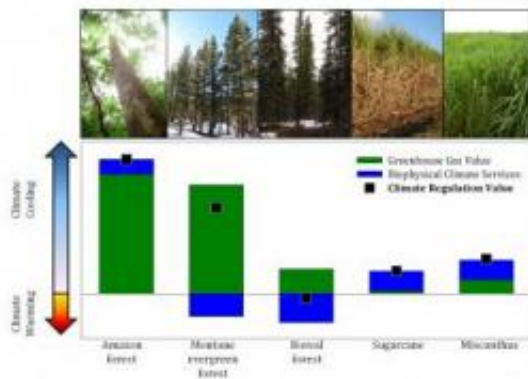 Greenhouse Gas Value
Biophysical Climate Services
Climate Regulation Value
Climate
Cooling
Climate
Warming
Amazon
forest
Montane
evergreen
forest
Boreal
forest
Sugarcane
Miscanthus